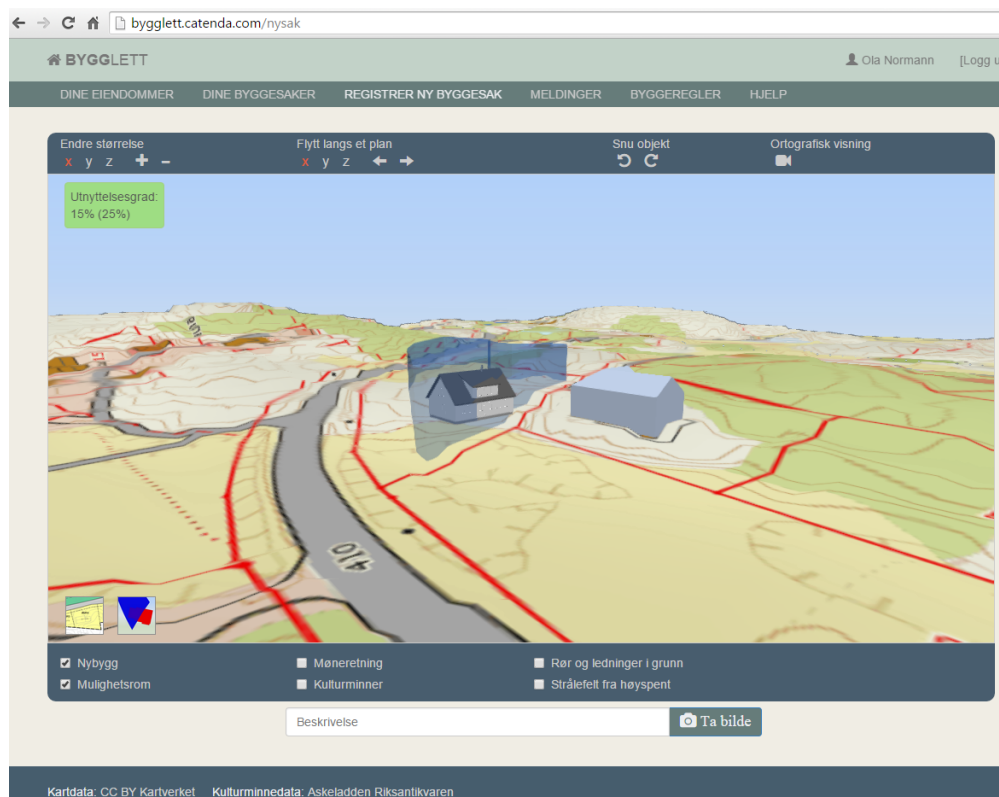 bygglett.catenda.com/nysak
BYGGLETT
Ola Normann [Logg u
DINE EIENDOMMER DINE BYGGESAKER REGISTRER NY BYGGESAK MELDINGER BYGGEREGLER HJELP
Endre størrelse Flytt langs et plan Snu objekt Ortografisk visning
x y z + – x y z
Utnyttelsesgrad:
15% (25%)
410
Nybygg Møneretning Rør og ledninger i grunn
Mulighetsrom Kulturminner Strålefelt fra høyspent
Beskrivelse Ta bilde
Kartdata: CC BY Kartverket Kulturminnedata: Askeladden Riksantikvaren